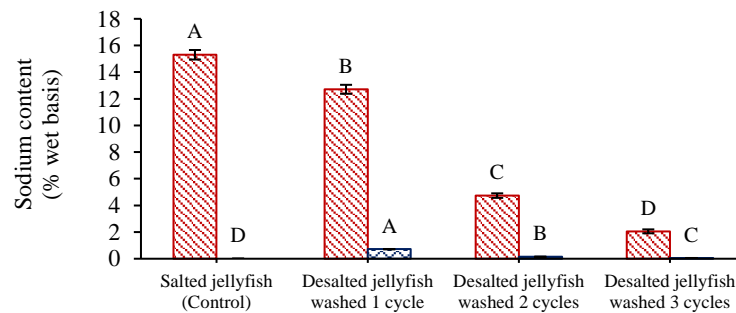 18
16
14
12
10
8
6
4
2
0
Sodium content
(% wet basis)
A
D
B
A
C
B
D
C
Salted jellyfish
(Control)
Desalted jellyfish
washed 1 cycle
Desalted jellyfish
washed 2 cycles
Desalted jellyfish
washed 3 cycles